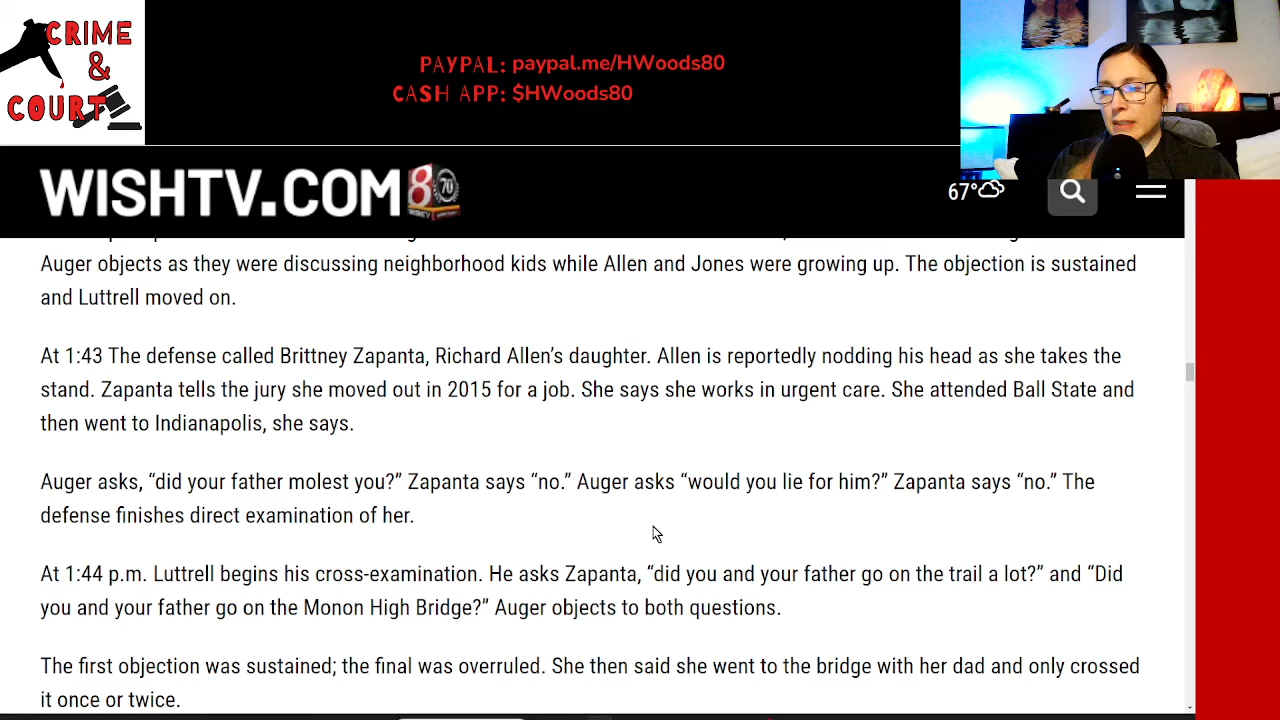 CRIME
&
COURT
PAYPAL: paypal.me/HWoods80
CASH APP: $HWoods80
WISHTV.COM 8 70
67°
Auger objects as they were discussing neighborhood kids while Allen and Jones were growing up. The objection is sustained
and Luttrell moved on.
At 1:43 The defense called Brittney Zapanta, Richard Allen’s daughter. Allen is reportedly nodding his head as she takes the
stand. Zapanta tells the jury she moved out in 2015 for a job. She says she works in urgent care. She attended Ball State and
then went to Indianapolis, she says.
Auger asks, “did your father molest you?” Zapanta says “no.” Auger asks “would you lie for him?” Zapanta says “no.” The
defense finishes direct examination of her.
At 1:44 p.m. Luttrell begins his cross-examination. He asks Zapanta, “did you and your father go on the trail a lot?” and “Did
you and your father go on the Monon High Bridge?” Auger objects to both questions.
The first objection was sustained; the final was overruled. She then said she went to the bridge with her dad and only crossed
it once or twice.